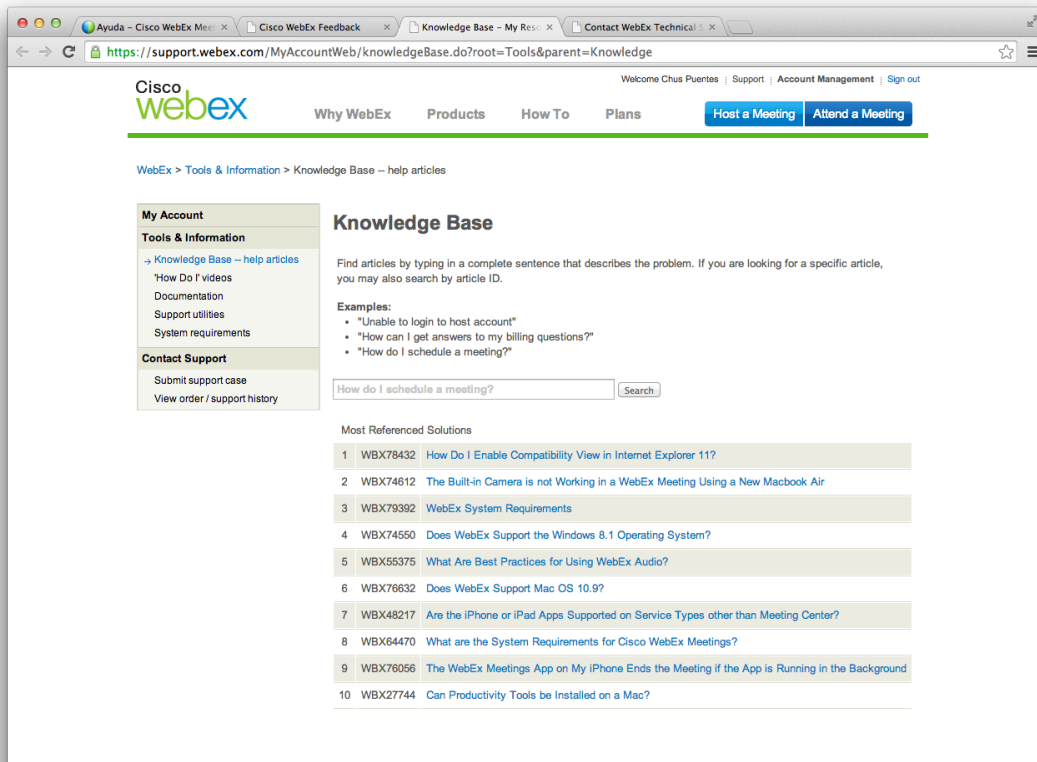 Ayuda – Cisco WebEx Meet
Cisco WebEx Feedback
Knowledge Base – My Reso
Contact WebEx Technical S
https://support.webex.com/MyAccountWeb/knowledgeBase.do?root=Tools&parent=Knowledge
Welcome Chus Puentes | Support | Account Management | Sign out
Cisco
webex
Why WebEx Products How To Plans
Host a Meeting Attend a Meeting
WebEx > Tools & Information > Knowledge Base -- help articles
My Account
Tools & Information
→ Knowledge Base -- help articles
'How Do I' videos
Documentation
Support utilities
System requirements
Contact Support
Submit support case
View order / support history
Knowledge Base
Find articles by typing in a complete sentence that describes the problem. If you are looking for a specific article,
you may also search by article ID.
Examples:
• "Unable to login to host account"
• "How can I get answers to my billing questions?"
• "How do I schedule a meeting?"
How do I schedule a meeting? Search
Most Referenced Solutions
1 WBX78432 How Do I Enable Compatibility View in Internet Explorer 11?
2 WBX74612 The Built-in Camera is not Working in a WebEx Meeting Using a New Macbook Air
3 WBX79392 WebEx System Requirements
4 WBX74550 Does WebEx Support the Windows 8.1 Operating System?
5 WBX55375 What Are Best Practices for Using WebEx Audio?
6 WBX76632 Does WebEx Support Mac OS 10.9?
7 WBX48217 Are the iPhone or iPad Apps Supported on Service Types other than Meeting Center?
8 WBX64470 What are the System Requirements for Cisco WebEx Meetings?
9 WBX76056 The WebEx Meetings App on My iPhone Ends the Meeting if the App is Running in the Background
10 WBX27744 Can Productivity Tools be Installed on a Mac?